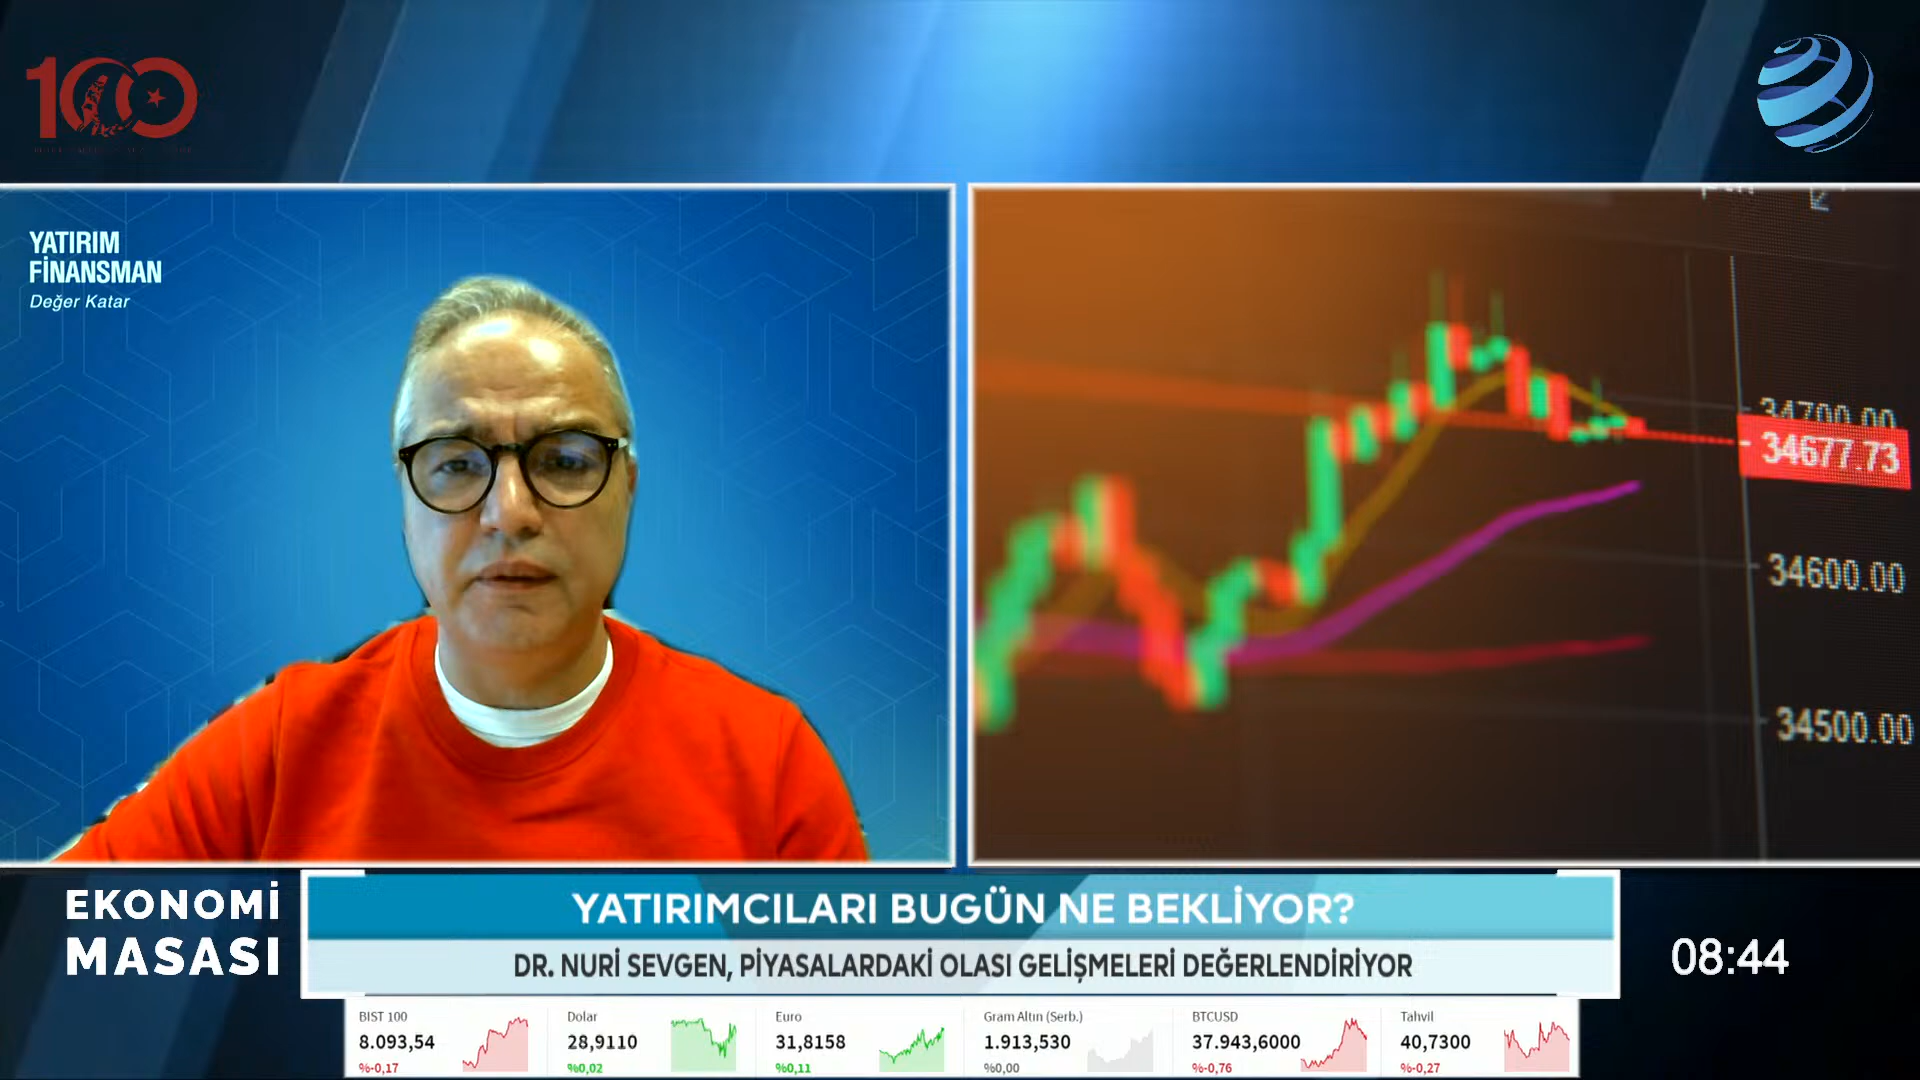 100
YATIRIM
FİNANSMAN
Değer Katar
34700.00
34677.73
34600.00
34500.00
EKONOMİ
MASASI
YATIRIMCILARI BUGÜN NE BEKLİYOR?
DR. NURİ SEVGEN, PİYASALARDAKİ OLASI GELİŞMELERİ DEĞERLENDİRİYOR
08:44
BIST 100
8.093,54
%-0,17
Dolar
28,9110
%0,02
Euro
31,8158
%0,11
Gram Altın (Serb.)
1.913,530
%0,00
BTCUSD
37.943,6000
%-0,76
Tahvil
40,7300
%-0,27